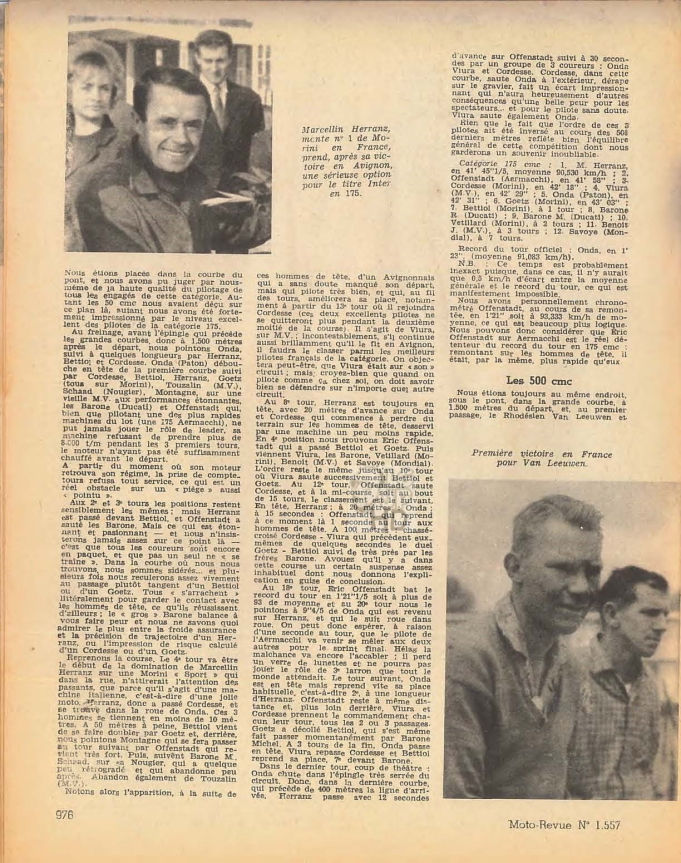 Marcellin Herranz,
mente n° 1 de Mo-
rini en France,
prend, après sa vic-
toire en Avignon,
une sérieuse option
pour le titre Inter
en 175.
Nous étions placés dans la courbe du
pont, et nous avons pu juger par nous-
même de la haute qualité du pilotage de
tous les engagés de cette catégorie. Au-
tant les 50 cmc nous avaient déçu sur
ce plan là, autant nous avons été forte-
ment impressionné par le niveau excel-
lent des pilotes de la catégorie 175.
Au freinage, avant l'épingle qui précède
les grandes courbes, donc à 1.500 mètres
après le départ, nous pointons Onda,
suivi à quelques longueurs par Herranz,
Bettiol et Cordesse. Onda (Paton) débou-
che en tête de la première courbe suivi
par Cordesse, Bettiol, Herranz, Goetz
(tous sur Morini), Touzalin (M.V.),
Schaad (Nougier), Montagne, sur une
vieille M.V. aux performances étonnantes,
les Barone (Ducati) et Offenstadt qui,
bien que pilotant une des plus rapides
machines du lot (une 175 Aermacchi), ne
put jamais jouer le rôle de leader, sa
machine refusant de prendre plus de
8.000 t/m pendant les 3 premiers tours,
le moteur n'ayant pas été suffisamment
chauffé avant le départ.
A partir du moment où son moteur
retrouva son régime, la prise de compte-
tours refusa tout service, ce qui est un
réel obstacle sur un « piège » aussi
« pointu ».
Aux 2e et 3e tours les positions restent
sensiblement les mêmes ; mais Herranz
est passé devant Bettiol, et Offenstadt a
sauté les Barone. Mais ce qui est éton-
nant et passionnant — et nous n'insis-
terons jamais assez sur ce point là —
c'est que tous les coureurs sont encore
en paquet, et que pas un seul ne « se
traîne ». Dans la courbe où nous nous
trouvons, nous sommes sidérés... et plu-
sieurs fois nous reculerons assez vivement
au passage plutôt tangent d'un Bettiol
ou d'un Goetz. Tous « s'arrachent »
littéralement pour garder le contact avec
les hommes de tête, ce qu'ils réussissent
d'ailleurs ; le « gros » Barone balance à
vous faire peur et nous ne savons quoi
admirer le plus entre la froide assurance
et la précision de trajectoire d'un Her-
ranz, ou l'impression de risque calculé
d'un Cordesse ou d'un Goetz.
Reprenons la course. Le 4e tour va être
le début de la domination de Marcellin
Herranz sur une Morini « Sport » qui
dans la rue, n'attirerait l'attention des
passants, que parce qu'il s'agit d'une ma-
chine italienne, c'est-à-dire d'une jolie
moto. Herranz, donc a passé Cordesse, et
se trouve dans la roue de Onda. Ces 3
hommes se tiennent en moins de 10 mè-
tres. A 50 mètres à peine, Bettiol vient
de se faire doubler par Goetz et, derrière,
nous pointons Montagne qui se fera passer
au tour suivant par Offenstadt qui re-
vient très fort. Puis, suivent Barone M.,
Schaad, sur sa Nougier, qui a quelque
peu rétrogradé et qui abandonne peu
après. Abandon également de Touzalin
(M.V.).
Notons alors l'apparition, à la suite de
ces hommes de tête, d'un Avignonnais
qui a sans doute manqué son départ,
mais qui pilote très bien, et qui, au fil
des tours, améliorera sa place, notam-
ment à partir du 13e tour où il rejoindra
Cordesse (ces deux excellents pilotes ne
se quitteront plus pendant la deuxième
moitié de la course). Il s'agit de Viura,
sur M.V. ; incontestablement, s'il continue
aussi brillamment qu'il le fit en Avignon,
il faudra le classer parmi les meilleurs
pilotes français de la catégorie. On objec-
tera peut-être, que Viura était sur « son »
circuit ; mais, croyez-bien que quand on
pilote comme ça chez soi, on doit savoir
bien se défendre sur n'importe quel autre
circuit.
Au 8e tour, Herranz est toujours en
tête, avec 20 mètres d'avance sur Onda
et Cordesse qui commence à perdre du
terrain sur les hommes de tête, desservi
par une machine un peu moins rapide.
En 4e position nous trouvons Eric Offens-
tadt qui a passé Bettiol et Goetz. Puis
viennent Viura, les Barone, Vetillard (Mo-
rini), Benoit (M.V.) et Savoye (Mondial).
L'ordre reste le même jusqu'au 10e tour
où Viura saute successivement Bettiol et
Goetz. Au 12e tour, Offenstadt saute
Cordesse, et à la mi-course, soit au bout
de 15 tours, le classement est le suivant.
En tête, Herranz ; à 20 mètres, Onda ;
à 15 secondes : Offenstadt, qui reprend
à ce moment là 1 seconde au tour aux
hommes de tête. A 100 mètres, chassé-
croisé Cordesse - Viura qui précèdent eux-
mêmes de quelques secondes le duel
Goetz - Bettiol suivi de très près par les
frères Barone. Avouez qu'il y a dans
cette course un certain suspense assez
inhabituel dont nous donnons l'expli-
cation en guise de conclusion.
Au 18e tour, Eric Offenstadt bat le
record du tour en 1'21"1/5 soit à plus de
93 de moyenne et au 20e tour nous le
pointons à 9"4/5 de Onda qui est revenu
sur Herranz, et qui le suit roue dans
roue. On peut donc espérer, à raison
d'une seconde au tour, que le pilote de
l'Aermacchi va venir se mêler aux deux
autres pour le sprint final. Hélas la
malchance va encore l'accabler ; il perd
un verre de lunettes et ne pourra pas
jouer le rôle de 3e larron que tout le
monde attendait. Le tour suivant, Onda
est en tête mais reprend vite sa place
habituelle, c'est-à-dire 2e, à une longueur
d'Herranz. Offenstadt reste à même dis-
tance et, plus loin derrière, Viura et
Cordesse prennent le commandement cha-
cun leur tour, tous les 2 ou 3 passages.
Goetz a décollé Bettiol, qui s'est même
fait passer momentanément par Barone
Michel. A 3 tours de la fin, Onda passe
en tête, Viura repasse Cordesse et Bettiol
reprend sa place, 7e devant Barone.
Dans le dernier tour, coup de théâtre :
Onda chute dans l'épingle très serrée du
circuit. Donc, dans la dernière courbe,
qui précède de 400 mètres la ligne d'arri-
vée, Herranz passe avec 12 secondes
d'avance sur Offenstadt suivi à 20 secon-
des par un groupe de 3 coureurs : Onda
Viura et Cordesse. Cordesse, dans cette
courbe, saute Onda à l'extérieur, dérape
sur le gravier, fait un écart impression-
nant qui n'aura heureusement d'autres
conséquences qu'une belle peur pour les
spectateurs... et pour le pilote sans doute.
Viura saute également Onda.
Rien que le fait que l'ordre de ces 3
pilotes ait été inversé au cours des 500
derniers mètres reflète bien l'équilibre
général de cette compétition dont nous
garderons un souvenir inoubliable.
Catégorie 175 cmc : 1. M. Herranz,
en 41' 45"1/5, moyenne 90,530 km/h ; 2.
Offenstadt (Aermacchi), en 41' 58" ; 3.
Cordesse (Morini), en 42' 18" ; 4. Viura
(M.V.), en 42' 29" ; 5. Onda (Paton), en
42' 31" ; 6. Goetz (Morini), en 43' 03" ;
7. Bettiol (Morini), à 1 tour ; 8. Barone
R. (Ducati) ; 9. Barone M. (Ducati) ; 10.
Vetillard (Morini), à 2 tours ; 11. Benoit
J. (M.V.), à 3 tours ; 12. Savoye (Mon-
dial), à 7 tours.
Record du tour officiel : Onda, en 1'
23", (moyenne 91,083 km/h).
N.B. : Ce temps est probablement
inexact puisque, dans ce cas, il n'y aurait
que 0,5 km/h d'écart entre la moyenne
générale et le record du tour, ce qui est
manifestement impossible.
Nous avons personnellement chrono-
métré Offenstadt, au cours de sa remon-
tée, en 1'21" soit à 93,333 km/h de mo-
yenne, ce qui est beaucoup plus logique.
Nous pouvons donc considérer que Eric
Offenstadt sur Aermacchi est le réel dé-
tenteur du record du tour en 175 cmc :
remontant sur les hommes de tête, il
était, par la même, plus rapide qu'eux
Les 500 cmc
Nous étions toujours au même endroit,
sous le pont, dans la grande courbe, à
1.500 mètres du départ, et, au premier
passage, le Rhodésien Van Leeuwen et
Première victoire en France
pour Van Leeuwen.
976
Moto-Revue N° 1.557